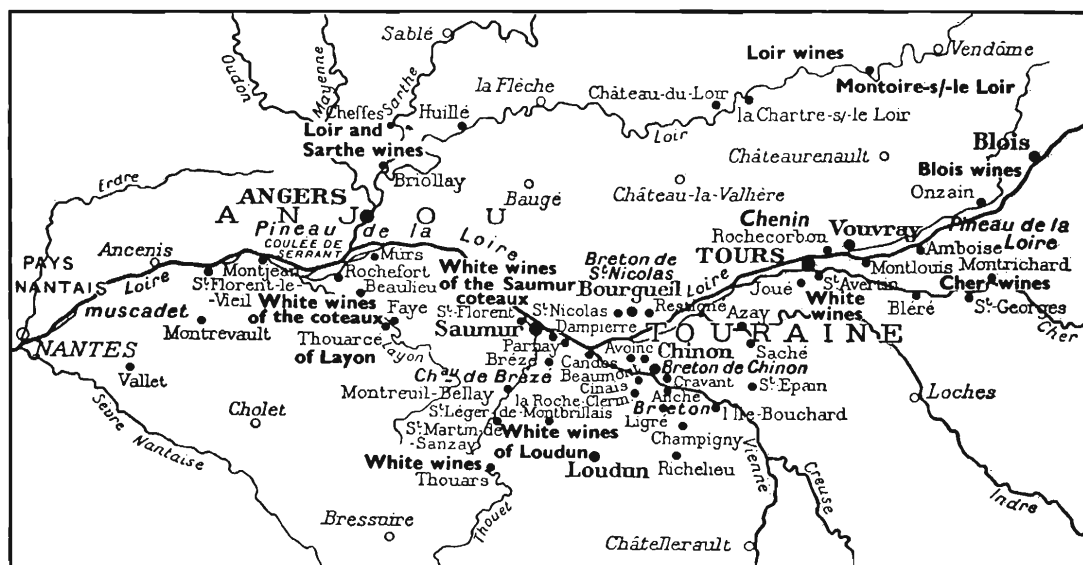 Sablé
Oudon
Mayenne
Sarthe
Cheffes
Huillé
la Flèche
Loir and
Sarthe wines
Briollay
Loir wines
Vendôme
Montoire-s/-le Loir
Château-du-Loir
la Chartre-s/-le Loir
Loir
Châteaurenault
Blois
Blois wines
Onzain
Erdre
ANGERS
ANJOU
Baugé
Château-la-Valhère
Pineau de la Loire
COULÉE DE
SERRANT
Ancenis
Murs
Montjean
Rochefort
Beaulieu
Loire
St-Florent-le-
Vieil
PAYS
NANTAIS
muscadet
Montrevault
NANTES
Vallet
Sèvre Nantaise
Cholet
White wines
of the coteaux
Faye
Thouarcé
of Layon
Layon
White wines
of the Saumur
coteaux
St-Florent
Saumur
St-Nicolas
Dampierre
Parnay
Brézé
Chau de Brézé
Montreuil-Bellay
Breton de
St-Nicolas
Bourgueil
Restigné
Loire
Chenin
Rochecorbon
Vouvray
TOURS
Pineau de la
Loire
Amboise
Montlouis
Montrichard
Cher wines
St-Georges
Cher
Bléré
St-Avertin
Joué
White
wines
Azay
TOURAINE
Saché
St-Epain
Avoine
Chinon
Breton de Chinon
Candes
Beaumont
Cinais
Cravant
la Roche-Clerm.
Anché
Breton
Ligré
l'Ile-Bouchard
Champigny
Richelieu
St-Léger-de-Montbrillais
St-Martin-de
-Sanzay
White wines
of Loudun
Loudun
White wines
Thouars
Thouet
Bressuire
Vienne
Creuse
Châtellerault
Loches
Indre